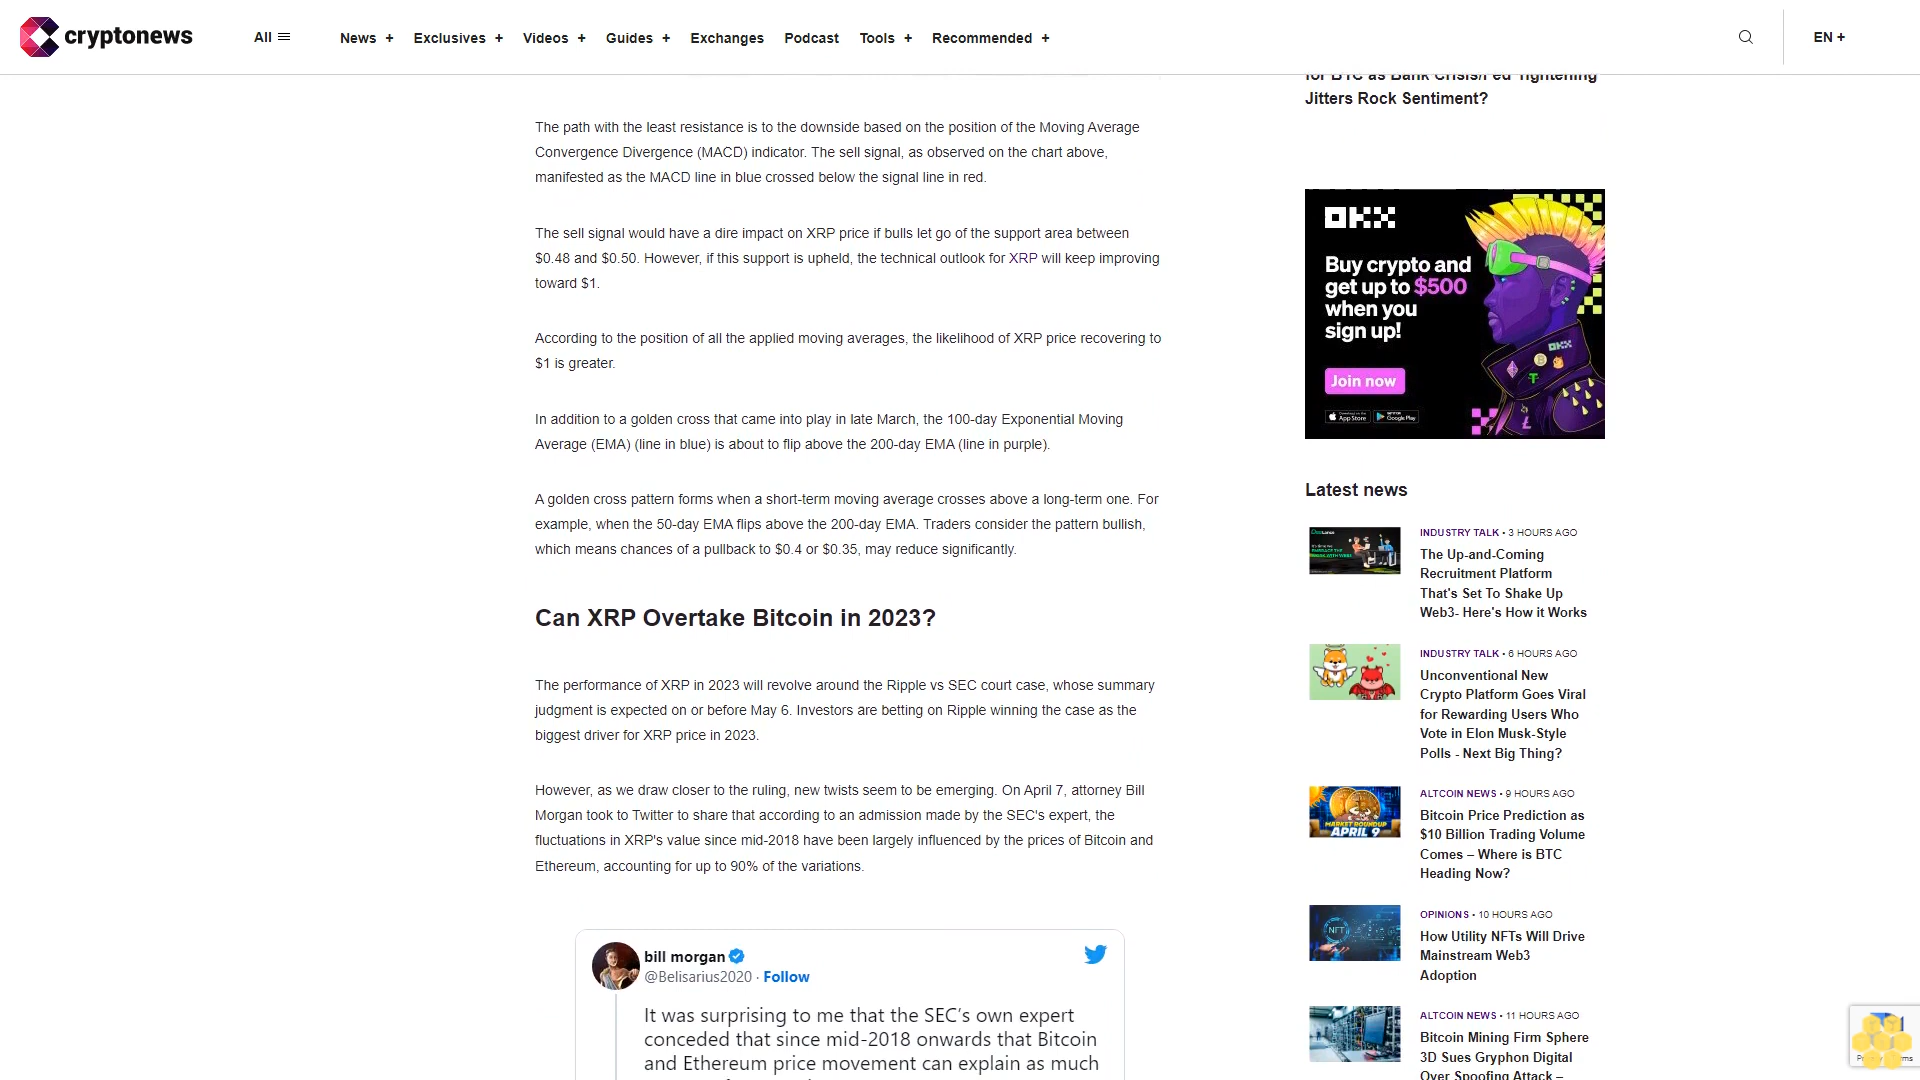 cryptonews
All
News +
Exclusives +
Videos +
Guides +
Exchanges
Podcast
Tools +
Recommended +
EN +
The path with the least resistance is to the downside based on the position of the Moving Average
Convergence Divergence (MACD) indicator. The sell signal, as observed on the chart above,
manifested as the MACD line in blue crossed below the signal line in red.
The sell signal would have a dire impact on XRP price if bulls let go of the support area between
$0.48 and $0.50. However, if this support is upheld, the technical outlook for XRP will keep improving
toward $1.
According to the position of all the applied moving averages, the likelihood of XRP price recovering to
$1 is greater.
In addition to a golden cross that came into play in late March, the 100-day Exponential Moving
Average (EMA) (line in blue) is about to flip above the 200-day EMA (line in purple).
A golden cross pattern forms when a short-term moving average crosses above a long-term one. For
example, when the 50-day EMA flips above the 200-day EMA. Traders consider the pattern bullish,
which means chances of a pullback to $0.4 or $0.35, may reduce significantly.
Can XRP Overtake Bitcoin in 2023?
The performance of XRP in 2023 will revolve around the Ripple vs SEC court case, whose summary
judgment is expected on or before May 6. Investors are betting on Ripple winning the case as the
biggest driver for XRP price in 2023.
However, as we draw closer to the ruling, new twists seem to be emerging. On April 7, attorney Bill
Morgan took to Twitter to share that according to an admission made by the SEC's expert, the
fluctuations in XRP's value since mid-2018 have been largely influenced by the prices of Bitcoin and
Ethereum, accounting for up to 90% of the variations.
bill morgan
@Belisarius2020 · Follow
It was surprising to me that the SEC's own expert
conceded that since mid-2018 onwards that Bitcoin
and Ethereum price movement can explain as much
for BTC as Bank Crisis/Fed Tightening
Jitters Rock Sentiment?
OKX
Buy crypto and
get up to $500
when you
sign up!
Join now
App Store
Google Play
OKX
Latest news
INDUSTRY TALK • 3 HOURS AGO
The Up-and-Coming
Recruitment Platform
That's Set To Shake Up
Web3- Here's How it Works
INDUSTRY TALK • 6 HOURS AGO
Unconventional New
Crypto Platform Goes Viral
for Rewarding Users Who
Vote in Elon Musk-Style
Polls - Next Big Thing?
MARKET ROUNDUP
APRIL 9
ALTCOIN NEWS • 9 HOURS AGO
Bitcoin Price Prediction as
$10 Billion Trading Volume
Comes – Where is BTC
Heading Now?
NFT
OPINIONS • 10 HOURS AGO
How Utility NFTs Will Drive
Mainstream Web3
Adoption
ALTCOIN NEWS • 11 HOURS AGO
Bitcoin Mining Firm Sphere
3D Sues Gryphon Digital
Over Spoofing Attack –